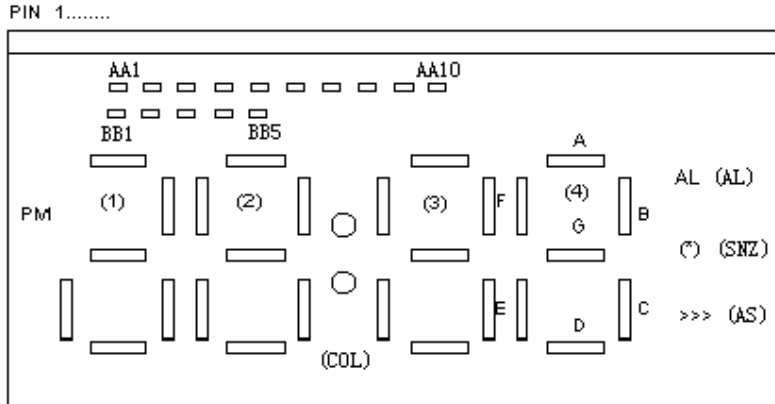 PIN 1........
AA1 AA10
BB1 BB5
A
AL (AL)
PM (1) (2) (3) F (4) B
G
(*) (SNZ)
E C
>>> (AS)
D
(COL)